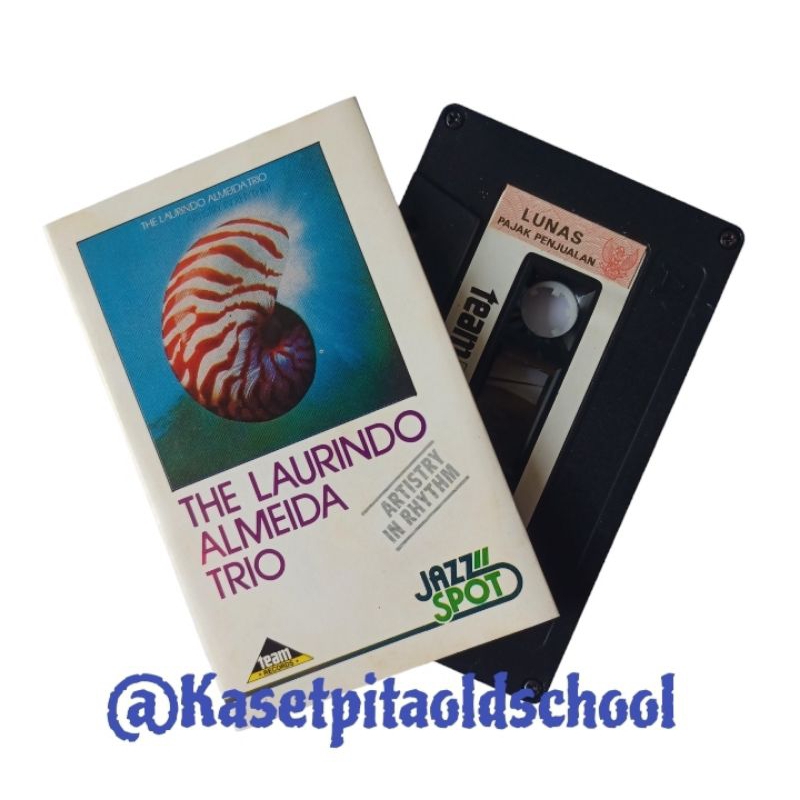 THE LAURINDO ALMEIDA TRIO
THE LAURINDO
ALMEIDA
TRIO
ARTISTRY
IN RHYTHM
JAZZ
SPOT
team
RECORDS
LUNAS
PAJAK PENJUALAN
team
@Kasetpitaoldschool